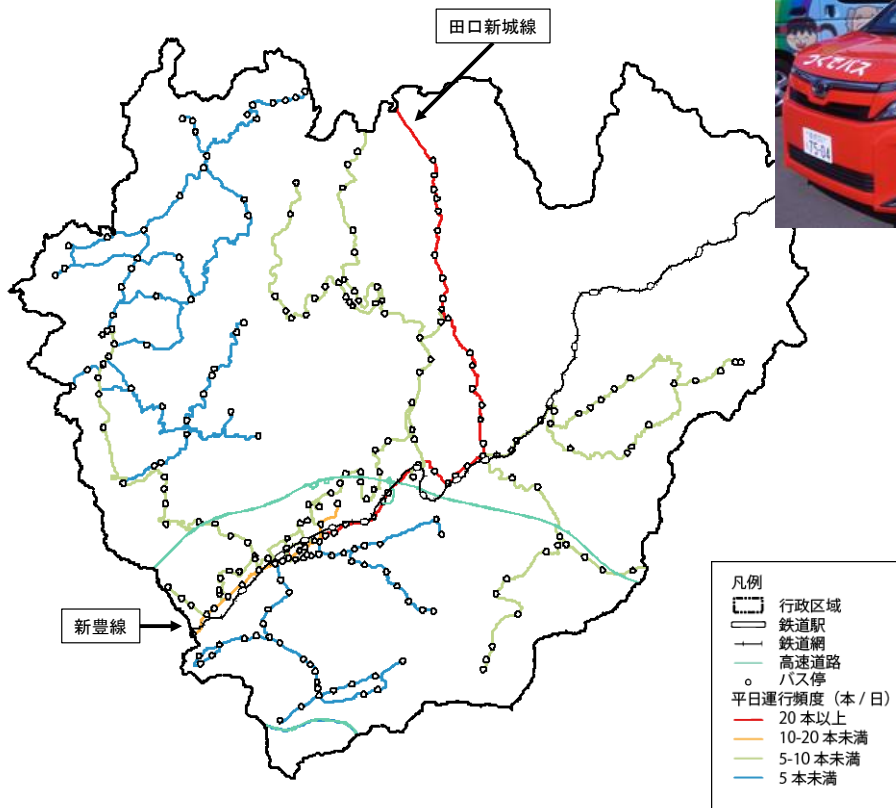 田口新城線
つくでバス
75-04
新豊線
凡例
行政区域
鉄道駅
鉄道網
高速道路
バス停
平日運行頻度(本 / 日)
20 本以上
10-20 本未満
5-10 本未満
5 本未満